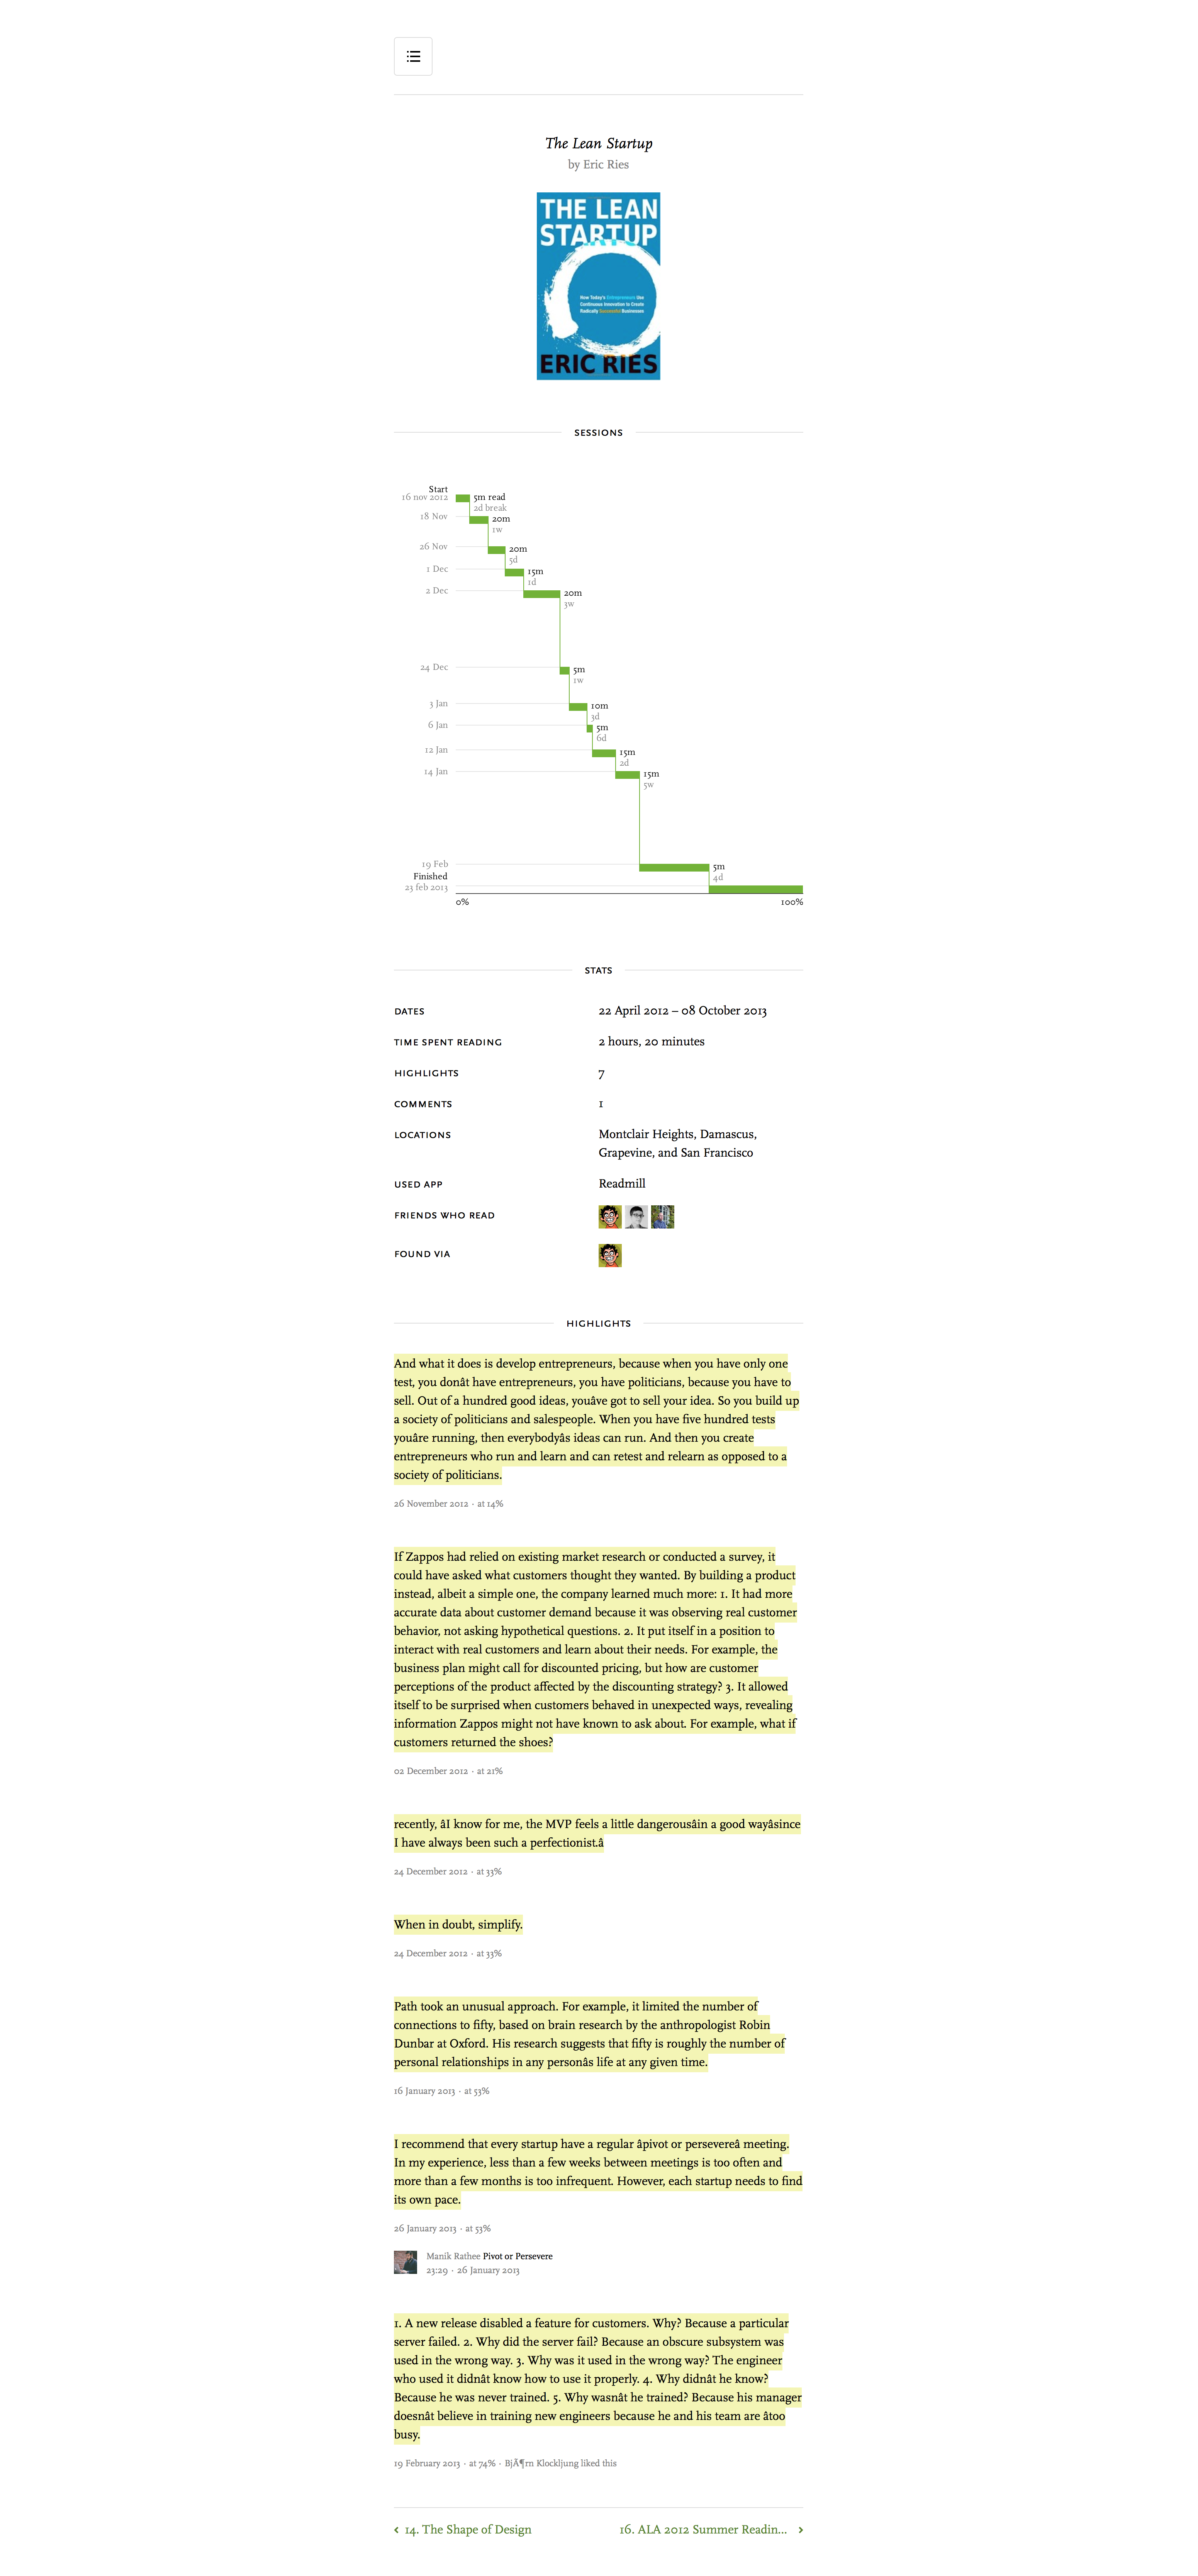 The Lean Startup
by Eric Ries
THE LEAN
STARTUP
How Today's Entrepreneurs Use
Continuous Innovation to Create
Radically Successful Businesses
ERIC RIES
SESSIONS
Start
16 nov 2012
5m read
2d break
18 Nov
20m
1w
26 Nov
20m
5d
1 Dec
15m
1d
2 Dec
20m
3w
24 Dec
5m
1w
3 Jan
10m
3d
6 Jan
5m
6d
12 Jan
15m
2d
14 Jan
15m
5w
19 Feb
5m
4d
Finished
23 feb 2013
0%
100%
STATS
DATES
22 April 2012 – 08 October 2013
TIME SPENT READING
2 hours, 20 minutes
HIGHLIGHTS
7
COMMENTS
1
LOCATIONS
Montclair Heights, Damascus,
Grapevine, and San Francisco
USED APP
Readmill
FRIENDS WHO READ
FOUND VIA
HIGHLIGHTS
And what it does is develop entrepreneurs, because when you have only one
test, you donât have entrepreneurs, you have politicians, because you have to
sell. Out of a hundred good ideas, youâve got to sell your idea. So you build up
a society of politicians and salespeople. When you have five hundred tests
youâre running, then everybodyâs ideas can run. And then you create
entrepreneurs who run and learn and can retest and relearn as opposed to a
society of politicians.
26 November 2012 · at 14%
If Zappos had relied on existing market research or conducted a survey, it
could have asked what customers thought they wanted. By building a product
instead, albeit a simple one, the company learned much more: 1. It had more
accurate data about customer demand because it was observing real customer
behavior, not asking hypothetical questions. 2. It put itself in a position to
interact with real customers and learn about their needs. For example, the
business plan might call for discounted pricing, but how are customer
perceptions of the product affected by the discounting strategy? 3. It allowed
itself to be surprised when customers behaved in unexpected ways, revealing
information Zappos might not have known to ask about. For example, what if
customers returned the shoes?
02 December 2012 · at 21%
recently, âI know for me, the MVP feels a little dangerousâin a good wayâsince
I have always been such a perfectionist.â
24 December 2012 · at 33%
When in doubt, simplify.
24 December 2012 · at 33%
Path took an unusual approach. For example, it limited the number of
connections to fifty, based on brain research by the anthropologist Robin
Dunbar at Oxford. His research suggests that fifty is roughly the number of
personal relationships in any personâs life at any given time.
16 January 2013 · at 53%
I recommend that every startup have a regular âpivot or persevereâ meeting.
In my experience, less than a few weeks between meetings is too often and
more than a few months is too infrequent. However, each startup needs to find
its own pace.
26 January 2013 · at 53%
Manik Rathee Pivot or Persevere
23:29 · 26 January 2013
1. A new release disabled a feature for customers. Why? Because a particular
server failed. 2. Why did the server fail? Because an obscure subsystem was
used in the wrong way. 3. Why was it used in the wrong way? The engineer
who used it didnât know how to use it properly. 4. Why didnât he know?
Because he was never trained. 5. Why wasnât he trained? Because his manager
doesnât believe in training new engineers because he and his team are âtoo
busy.
19 February 2013 · at 74% · BjÃ¶rn Klockljung liked this
14. The Shape of Design
16. ALA 2012 Summer Readin...